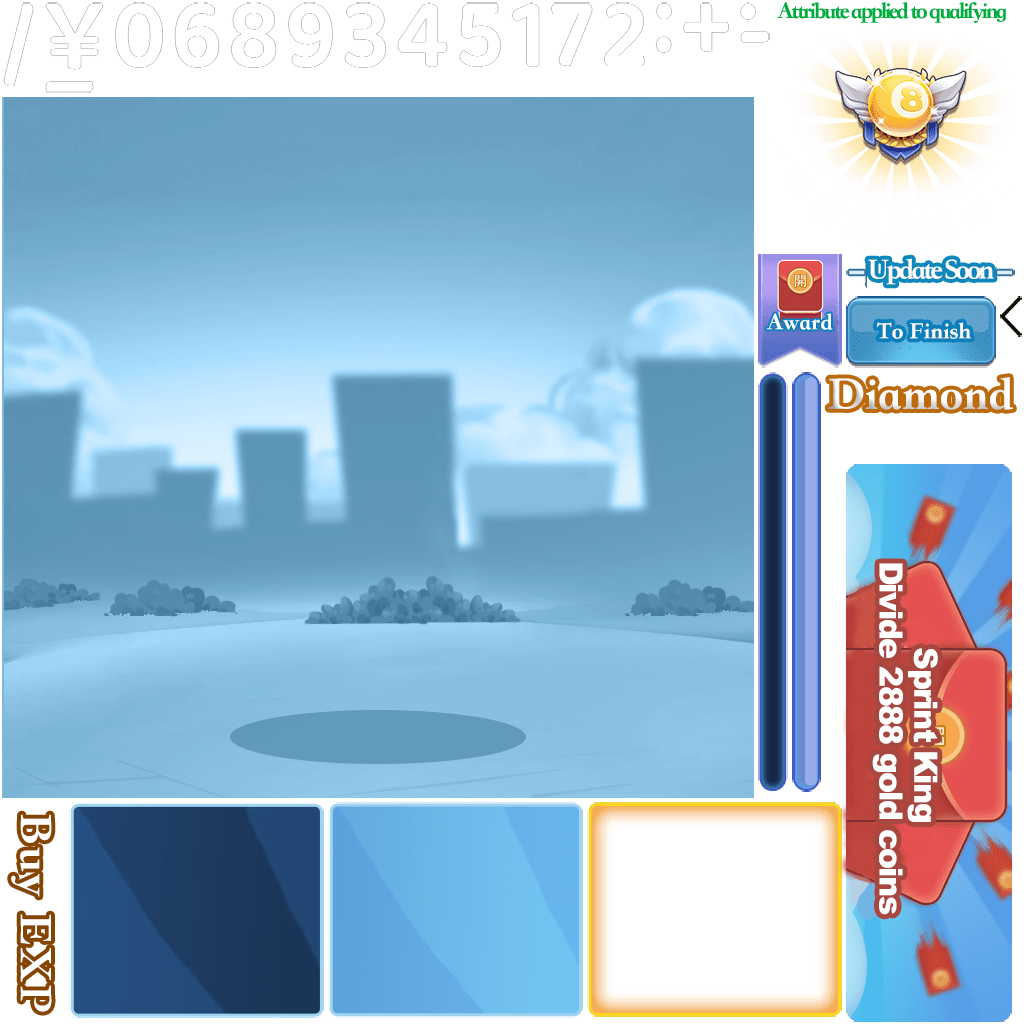 /¥0689345172:+-
Attribute applied to qualifying
8
開
Award
Update Soon
To Finish
Diamond
Sprint King
Divide 2888 gold coins
Buy EXP